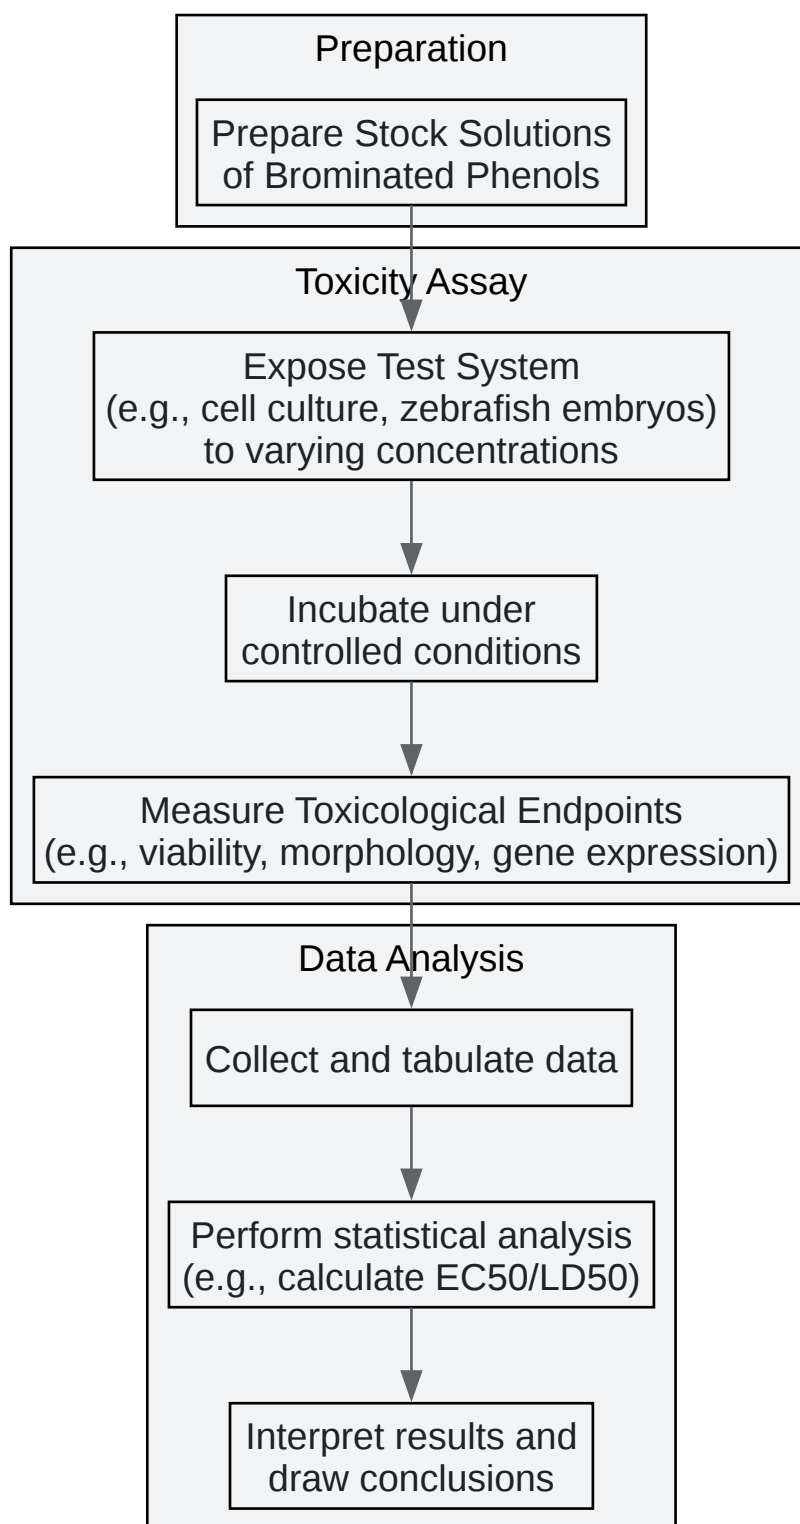 Preparation
Prepare Stock Solutions
of Brominated Phenols
Toxicity Assay
Expose Test System
(e.g., cell culture, zebrafish embryos)
to varying concentrations
Incubate under
controlled conditions
Measure Toxicological Endpoints
(e.g., viability, morphology, gene expression)
Data Analysis
Collect and tabulate data
Perform statistical analysis
(e.g., calculate EC50/LD50)
Interpret results and
draw conclusions